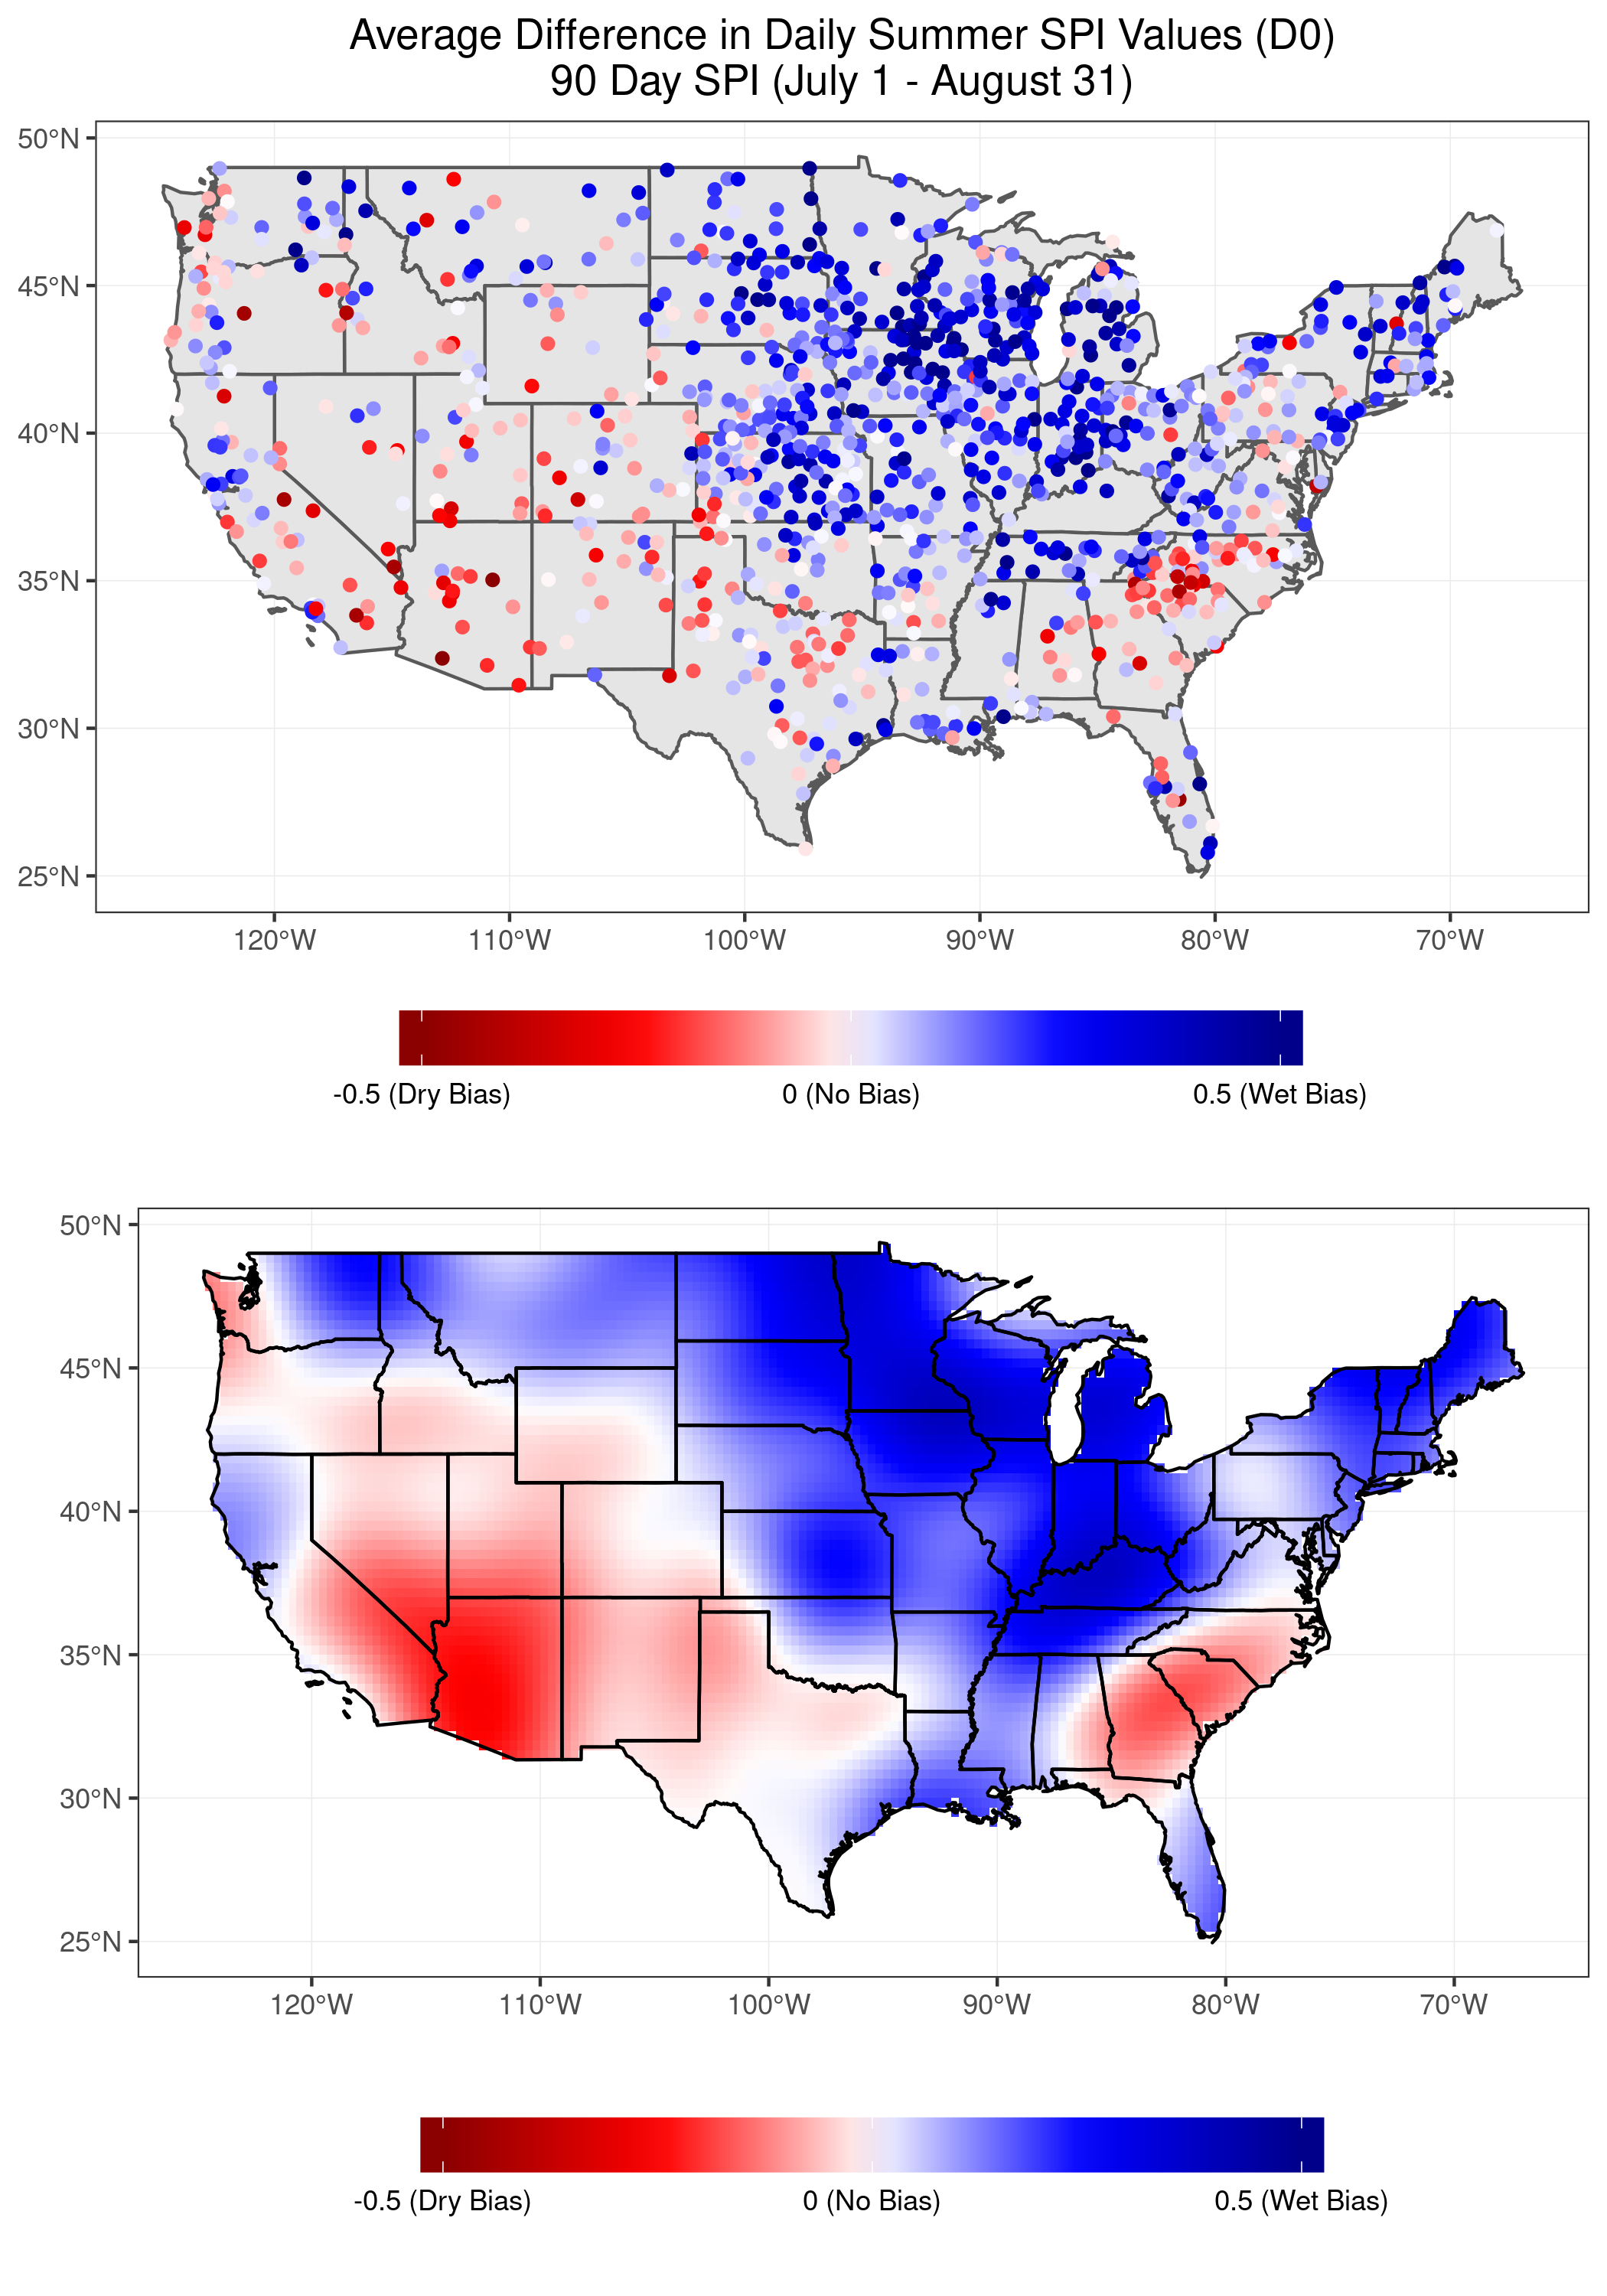 Average Difference in Daily Summer SPI Values (D0)
90 Day SPI (July 1 - August 31)
50°N
45°N
40°N
35°N
30°N
25°N
120°W 110°W 100°W 90°W 80°W 70°W
-0.5 (Dry Bias) 0 (No Bias) 0.5 (Wet Bias)
50°N
45°N
40°N
35°N
30°N
25°N
120°W 110°W 100°W 90°W 80°W 70°W
-0.5 (Dry Bias) 0 (No Bias) 0.5 (Wet Bias)